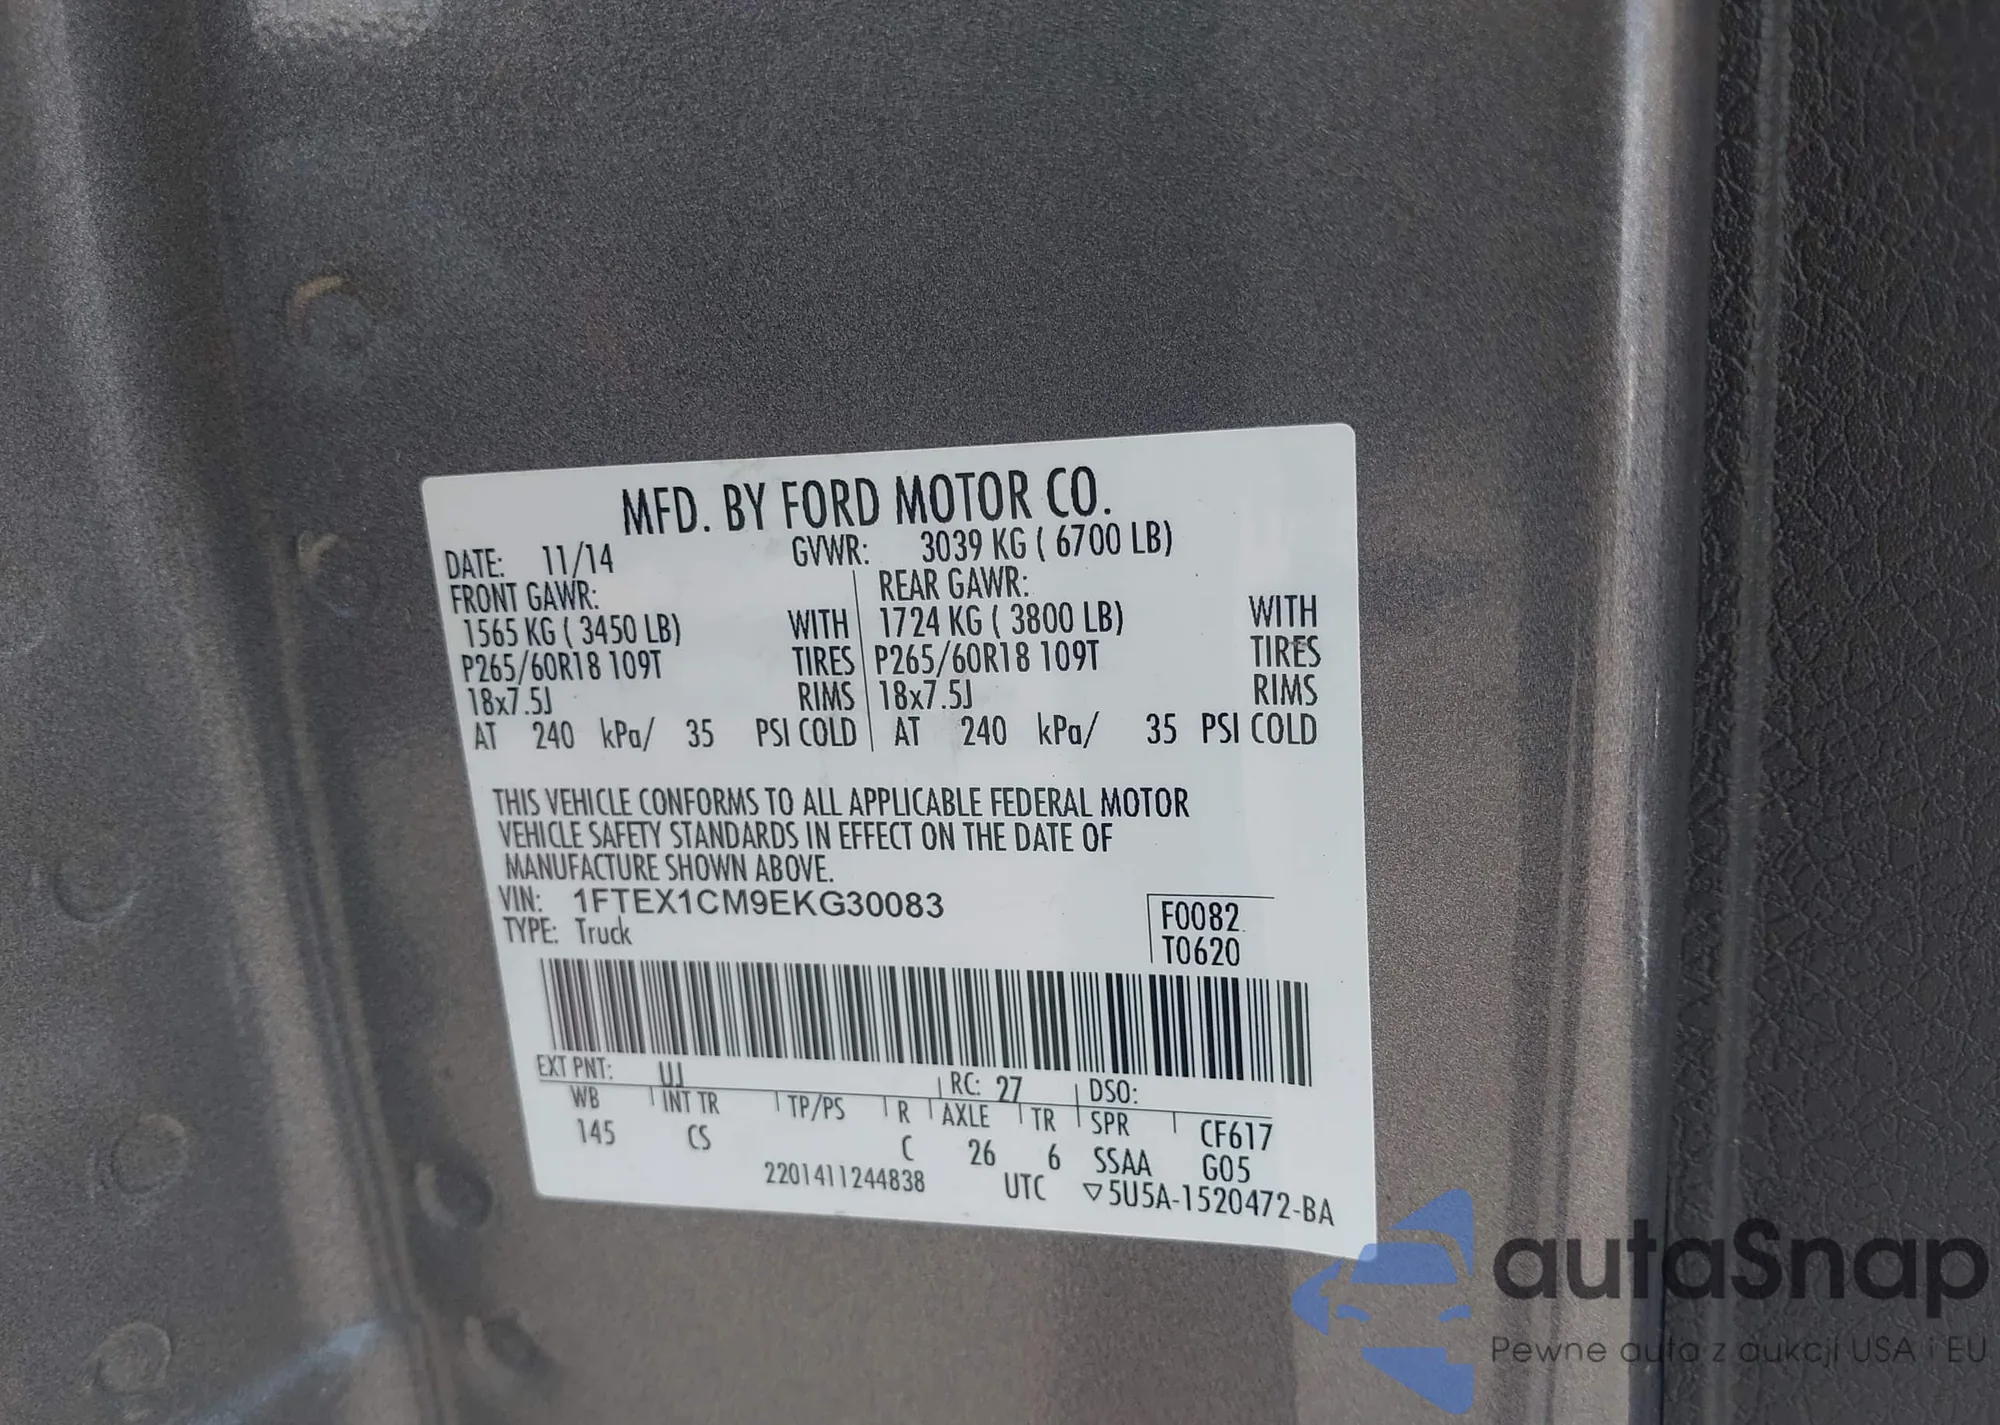 MFD. BY FORD MOTOR CO.
DATE: 11/14 GVWR: 3039 KG ( 6700 LB)
FRONT GAWR: REAR GAWR:
1565 KG ( 3450 LB) WITH 1724 KG ( 3800 LB) WITH
P265/60R18 109T TIRES P265/60R18 109T TIRES
18x7.5J RIMS 18x7.5J RIMS
AT 240 kPa/ 35 PSI COLD AT 240 kPa/ 35 PSI COLD
THIS VEHICLE CONFORMS TO ALL APPLICABLE FEDERAL MOTOR
VEHICLE SAFETY STANDARDS IN EFFECT ON THE DATE OF
MANUFACTURE SHOWN ABOVE.
VIN: 1FTEX1CM9EKG30083 F0082
TYPE: Truck T0620
EXT PNT: UJ RC: 27 DSO:
WB INT TR TP/PS R AXLE TR SPR CF617
145 CS C 26 6 SSAA G05
2201411244838 UTC ▽5U5A-1520472-BA
autaSnap
Pewne auta z aukcji USA i EU